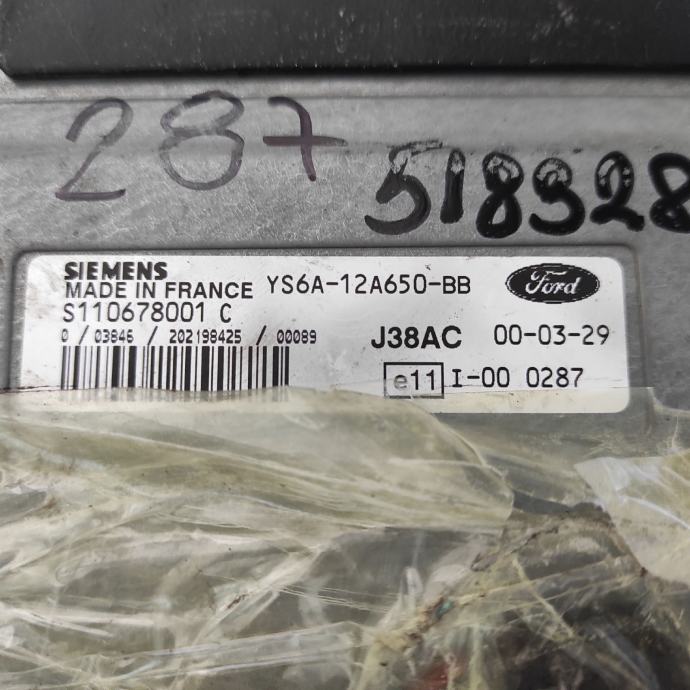 287
518928
SIEMENS
MADE IN FRANCE YS6A-12A650-BB Ford
S110678001 C
0 / 03846 / 202198425 / 00089
J38AC 00-03-29
e11 I-00 0287